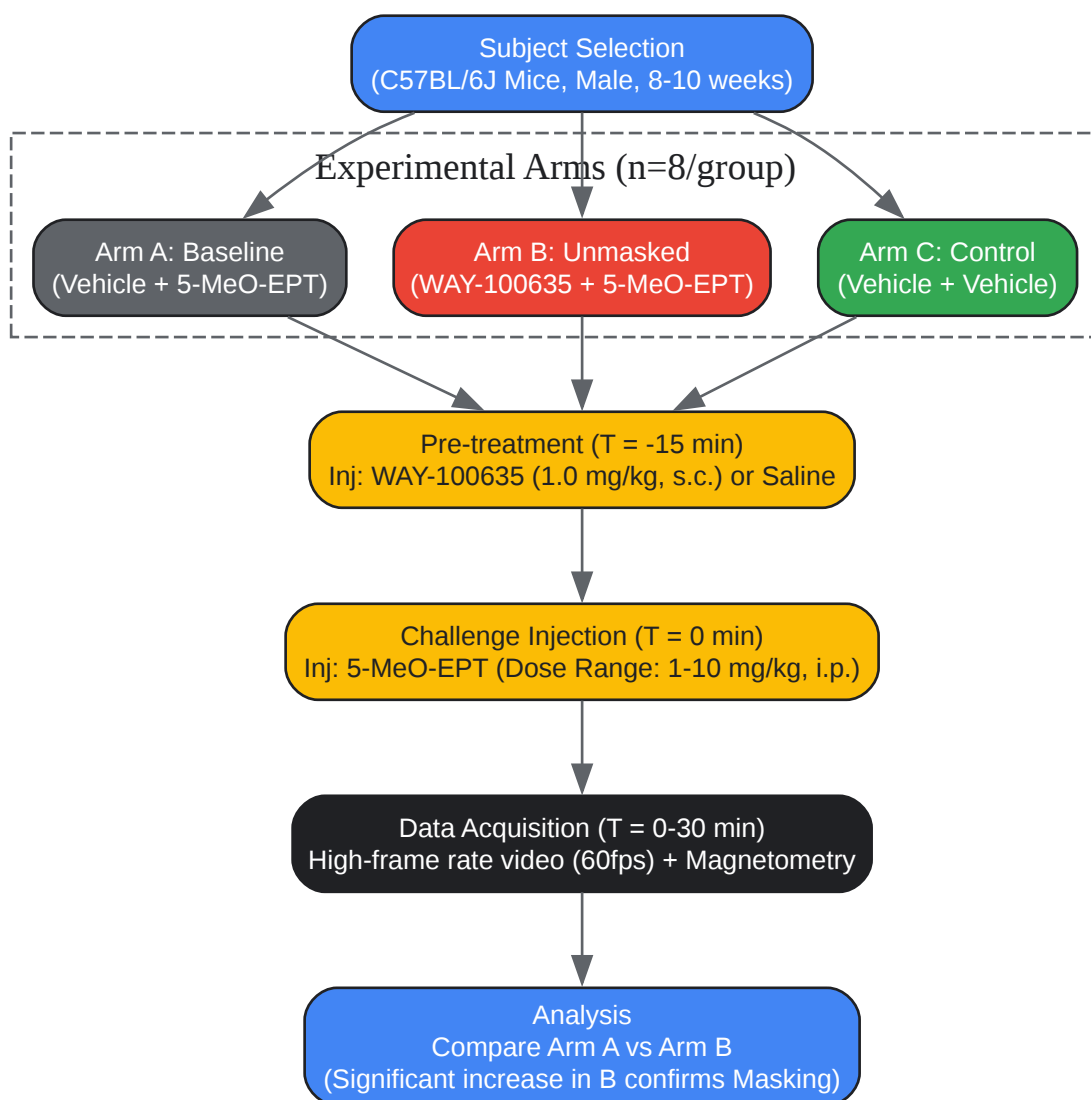 Subject Selection
(C57BL/6J Mice, Male, 8-10 weeks)
Experimental Arms (n=8/group)
Arm A: Baseline
(Vehicle + 5-MeO-EPT)
Arm B: Unmasked
(WAY-100635 + 5-MeO-EPT)
Arm C: Control
(Vehicle + Vehicle)
Pre-treatment (T = -15 min)
Inj: WAY-100635 (1.0 mg/kg, s.c.) or Saline
Challenge Injection (T = 0 min)
Inj: 5-MeO-EPT (Dose Range: 1-10 mg/kg, i.p.)
Data Acquisition (T = 0-30 min)
High-frame rate video (60fps) + Magnetometry
Analysis
Compare Arm A vs Arm B
(Significant increase in B confirms Masking)